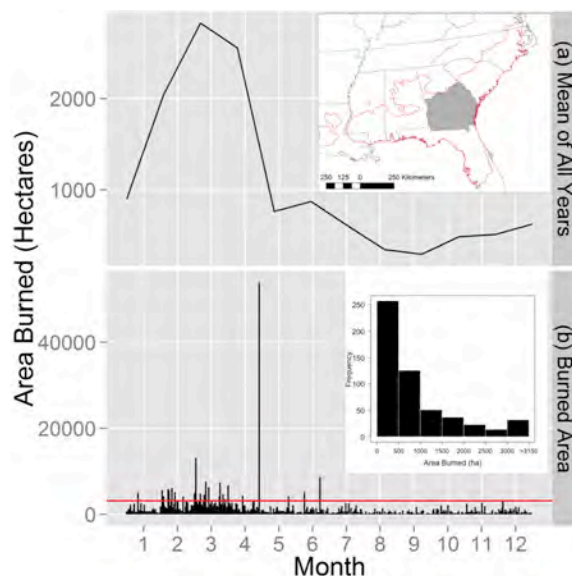 Area Burned (Hectares)
2000
1000
(a) Mean of All Years
250 125 0 250 Kilometers
40000
20000
0
(b) Burned Area
Frequency
250
200
150
100
50
0
0 500 1000 1500 2000 2500 3000 >3150
Area Burned (ha)
1 2 3 4 5 6 7 8 9 10 11 12
Month